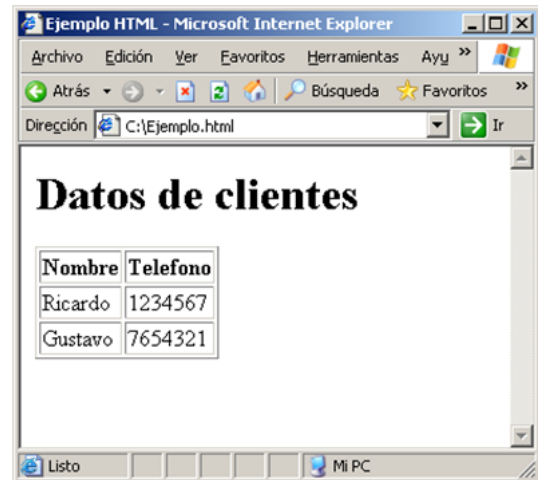 Ejemplo HTML - Microsoft Internet Explorer
Archivo Edición Ver Favoritos Herramientas Ayu »
Atrás Búsqueda Favoritos »
Dirección C:\Ejemplo.html Ir
Datos de clientes
Nombre Telefono
Ricardo 1234567
Gustavo 7654321
Listo Mi PC